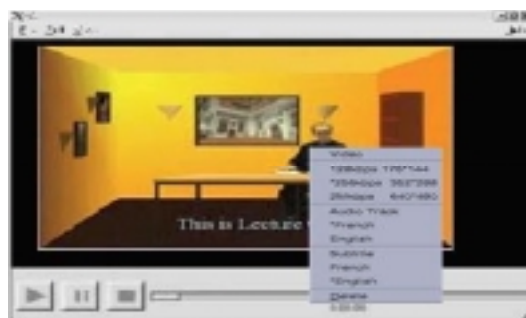 This is Lecture
Video
*128kbps 176*144
*256kbps 352*288
2Mbps 640*480
Audio Track
*French
English
Subtitle
French
*English
Delete